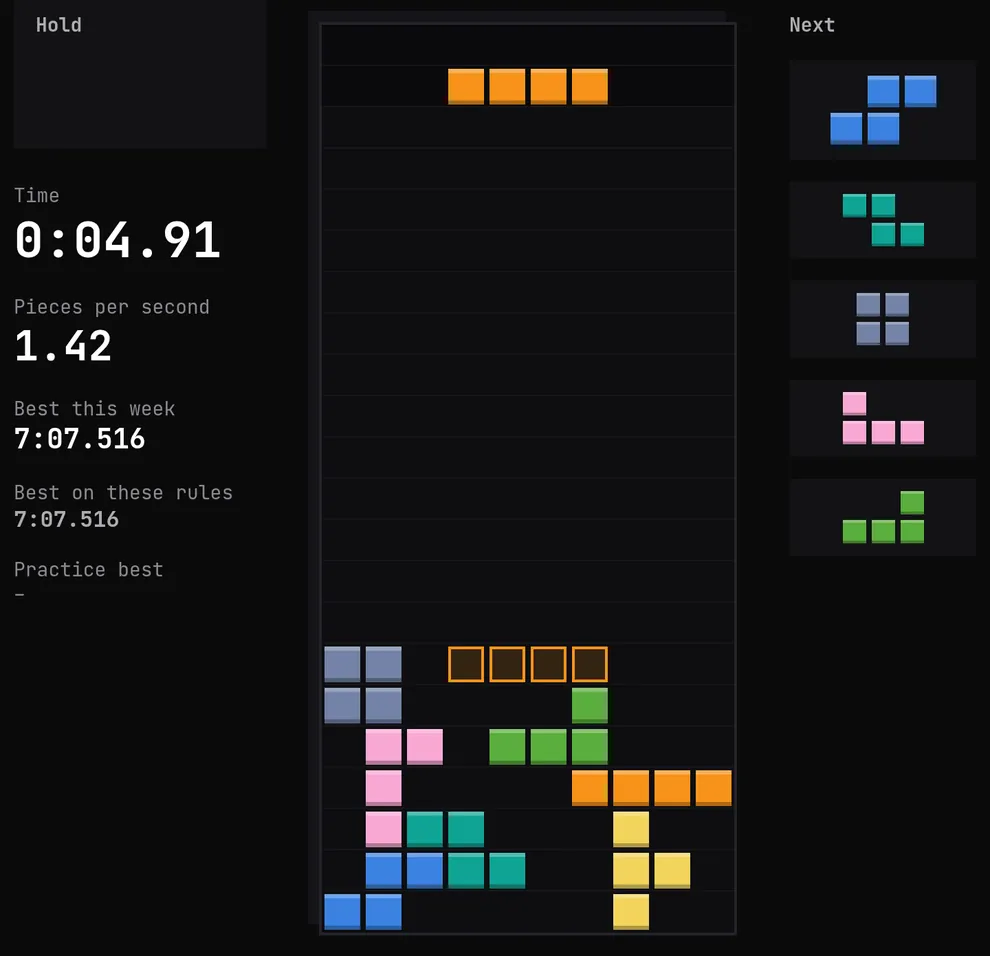 Hold
Next
Time
0:04.91
Pieces per second
1.42
Best this week
7:07.516
Best on these rules
7:07.516
Practice best
–